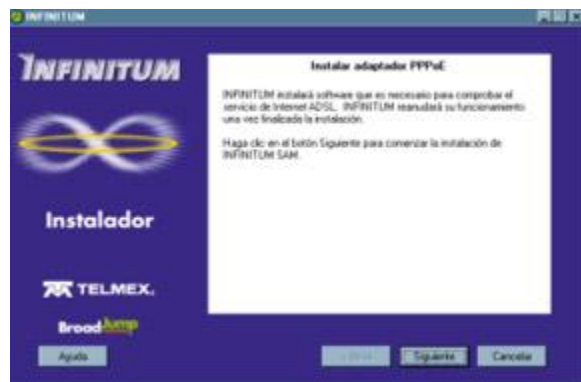 INFINITUM
INFINITUM
Instalar adaptador PPPoE
INFINITUM instalará software que es necesario para comprobar el
servicio de Internet ADSL. INFINITUM reanudará su funcionamiento
una vez finalizada la instalación.
Haga clic en el botón Siguiente para comenzar la instalación de
INFINITUM SAM.
Instalador
TELMEX.
BroadJump
Ayuda
Siguiente
Cancelar